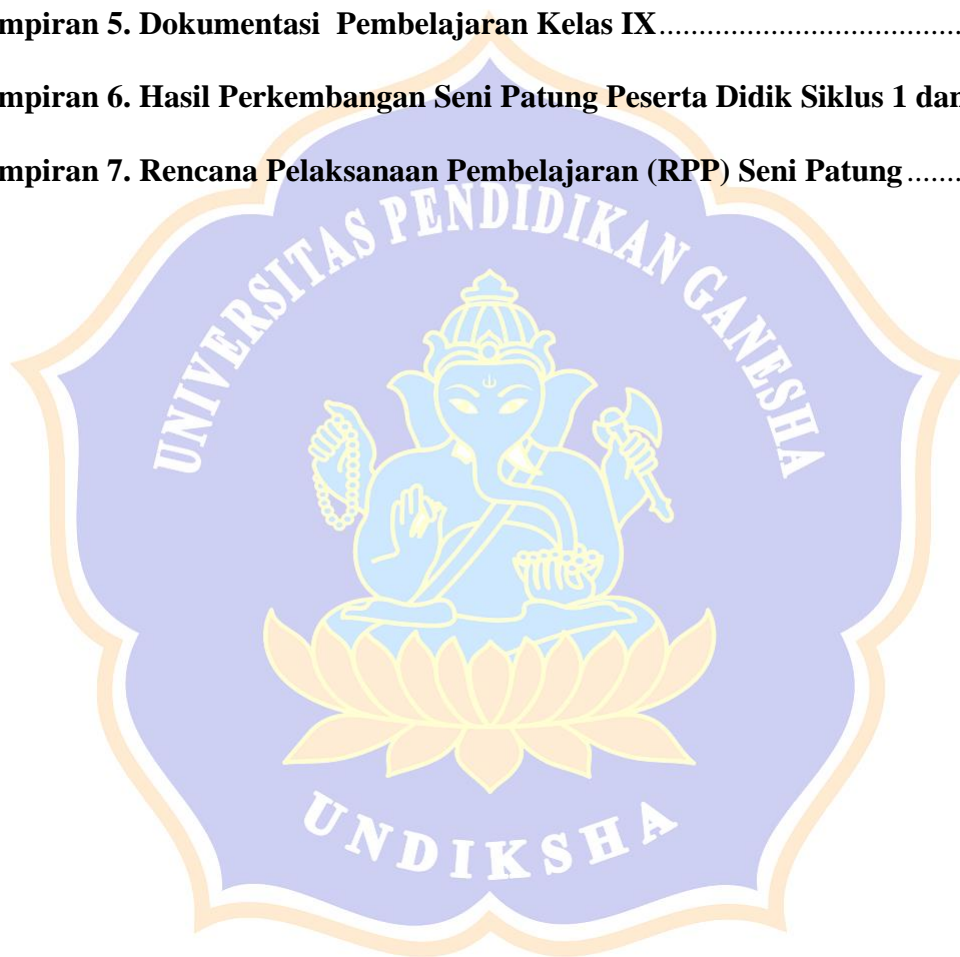 mpiran 5. Dokumentasi  Pembelajaran Kelas IX......................................
mpiran 6. Hasil Perkembangan Seni Patung Peserta Didik Siklus 1 dan
mpiran 7. Rencana Pelaksanaan Pembelajaran (RPP) Seni Patung.......
UNIVERSITAS PENDIDIKAN GANESHA
UNDIKSHA